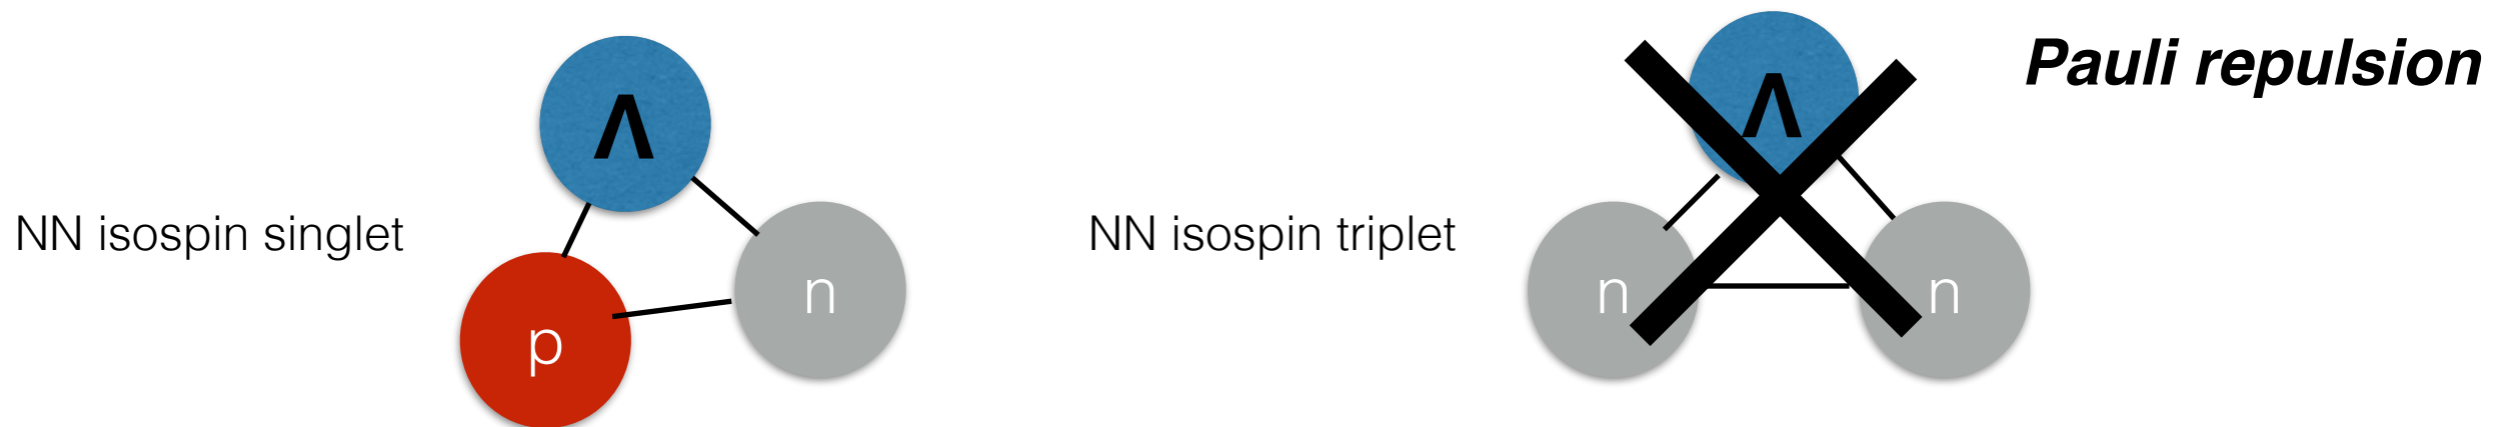 NN isospin singlet
Λ
p
n
NN isospin triplet
Λ
n
n
Pauli repulsion